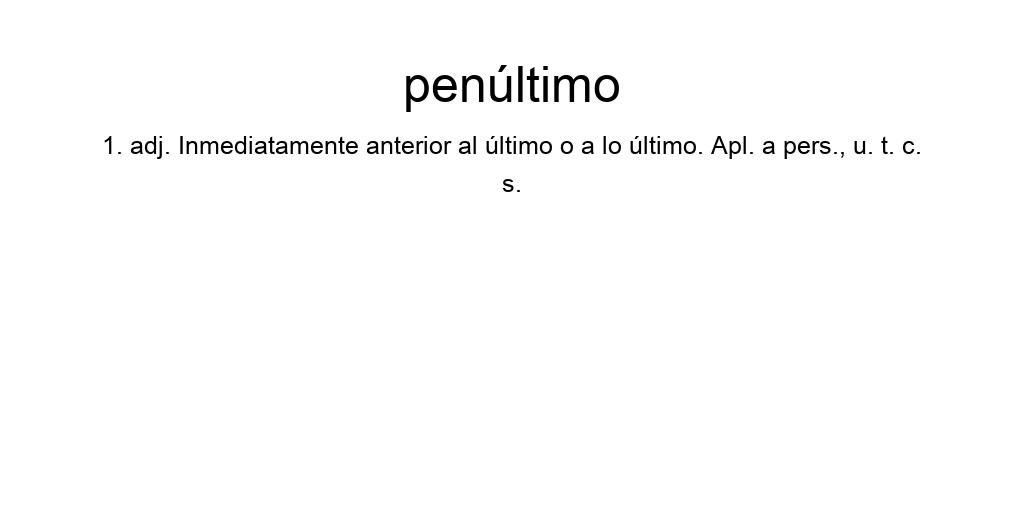 penúltimo
1. adj. Inmediatamente anterior al último o a lo último. Apl. a pers., u. t. c.
s.